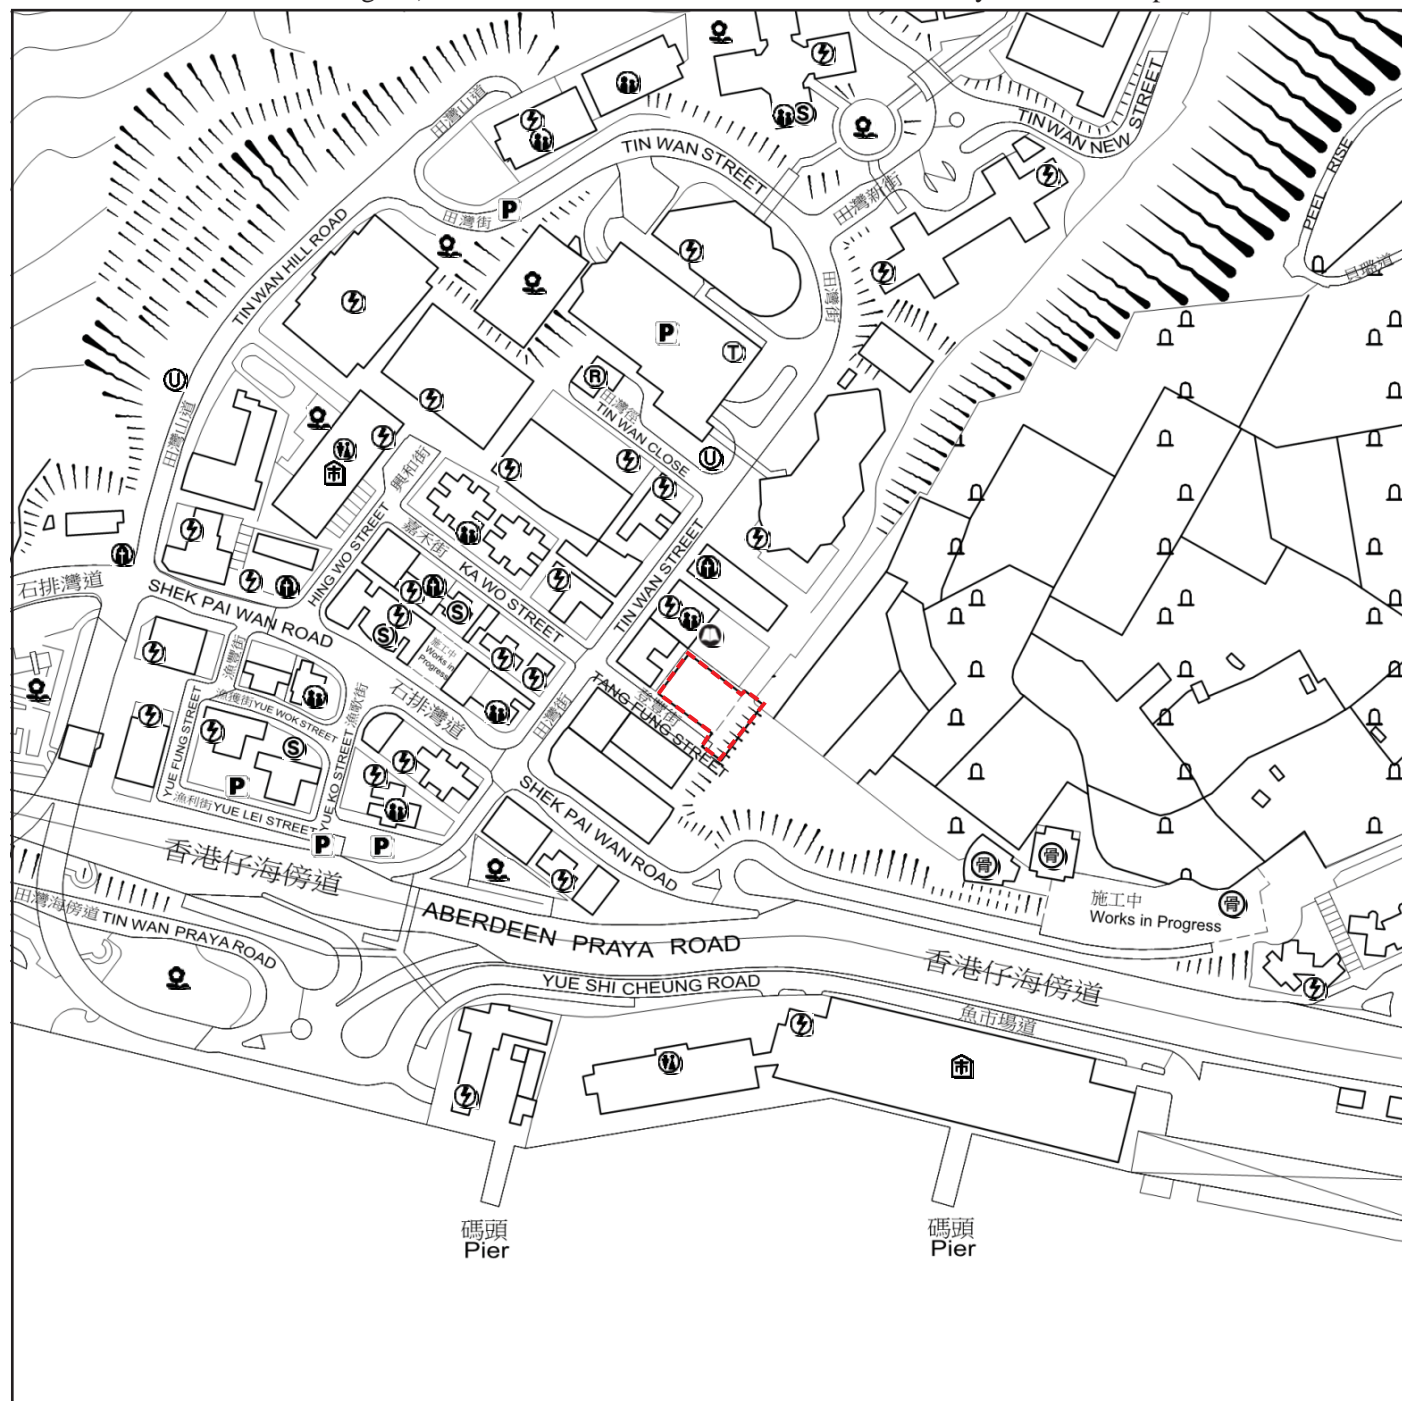 田灣山道
TIN WAN STREET
TIN WAN NEW STREET
PEEL RISE
田灣新街
田灣街
P
TIN WAN HILL ROAD
田灣街
P
T
U
R
田灣徑
TIN WAN CLOSE
U
田灣山道
興和街
嘉禾街
HING WO STREET
KA WO STREET
TIN WAN STREET
石排灣道
SHEK PAI WAN ROAD
S
S
S
施工中
Works in
Progress
漁豐街
漁獲街 YUE WOK STREET
YUE FUNG STREET
漁歌街
YUE KO STREET
石排灣道
田灣街
TANG FUNG STREET
登豐街
S
P
漁利街 YUE LEI STREET
P
P
SHEK PAI WAN ROAD
香港仔海傍道
田灣海傍道 TIN WAN PRAYA ROAD
ABERDEEN PRAYA ROAD
骨
骨
骨
施工中
Works in Progress
香港仔海傍道
YUE SHI CHEUNG ROAD
魚市場道
市
市
碼頭
Pier
碼頭
Pier